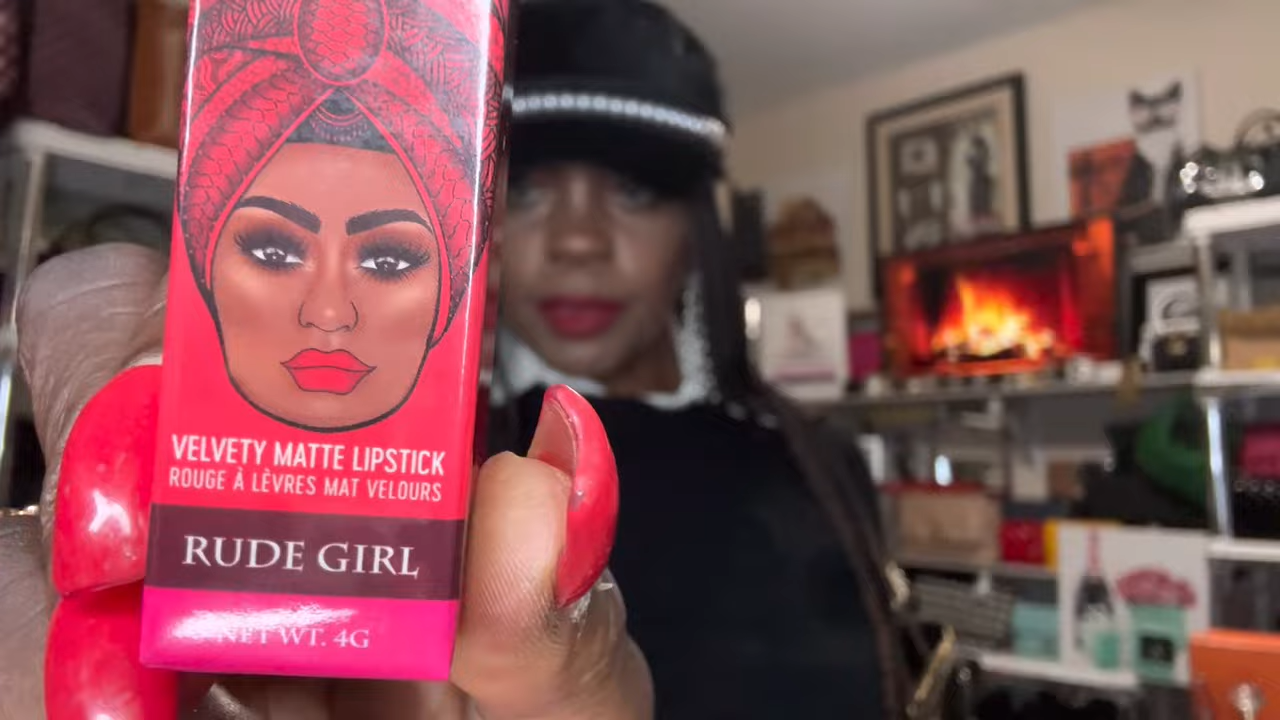 VELVETY MATTE LIPSTICK
ROUGE À LÈVRES MAT VELOURS
RUDE GIRL
NET WT. 4G